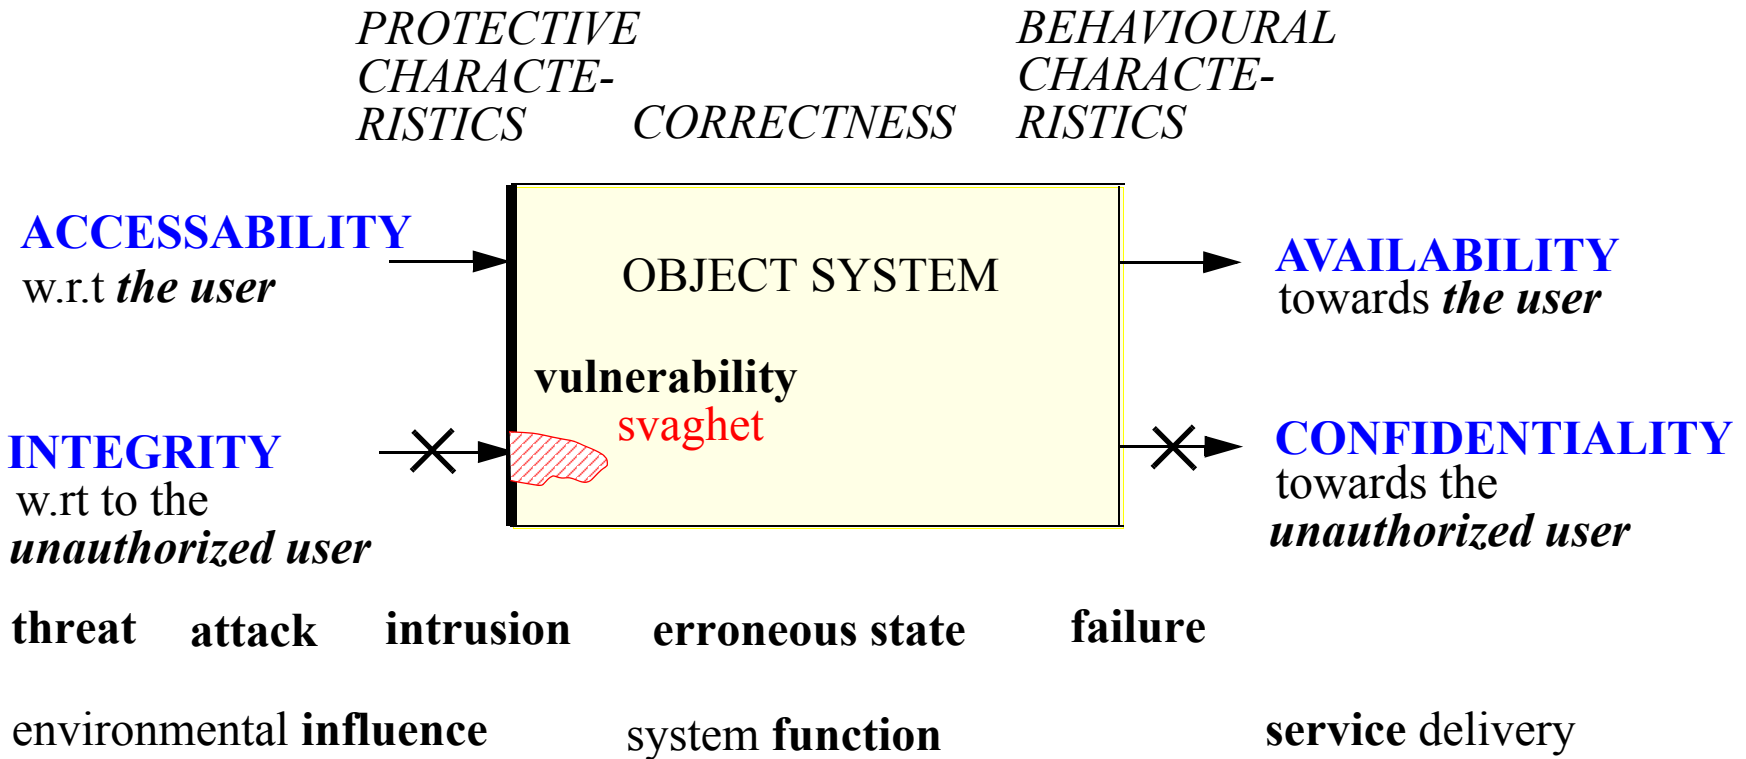 PROTECTIVE
CHARACTE-
RISTICS
CORRECTNESS
BEHAVIOURAL
CHARACTE-
RISTICS
ACCESSABILITY
w.r.t the user
OBJECT SYSTEM
AVAILABILITY
towards the user
vulnerability
svaghet
INTEGRITY
w.rt to the
unauthorized user
CONFIDENTIALITY
towards the
unauthorized user
threat attack intrusion erroneous state failure
environmental influence system function service delivery